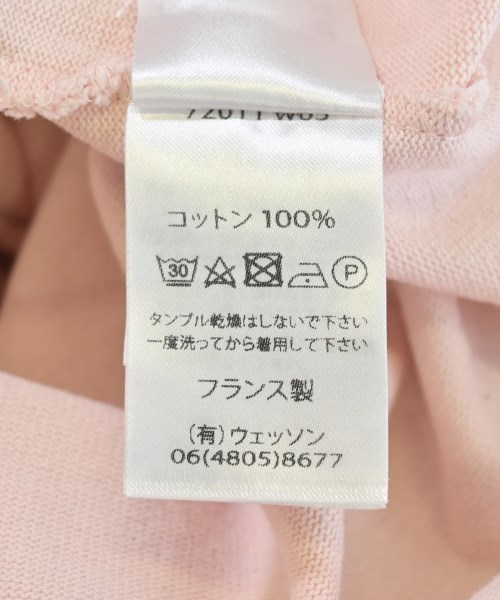 コットン 100%
30 P
タンブル乾燥はしないで下さい
一度洗ってから着用して下さい
フランス製
(有)ウェッソン
06(4805)8677